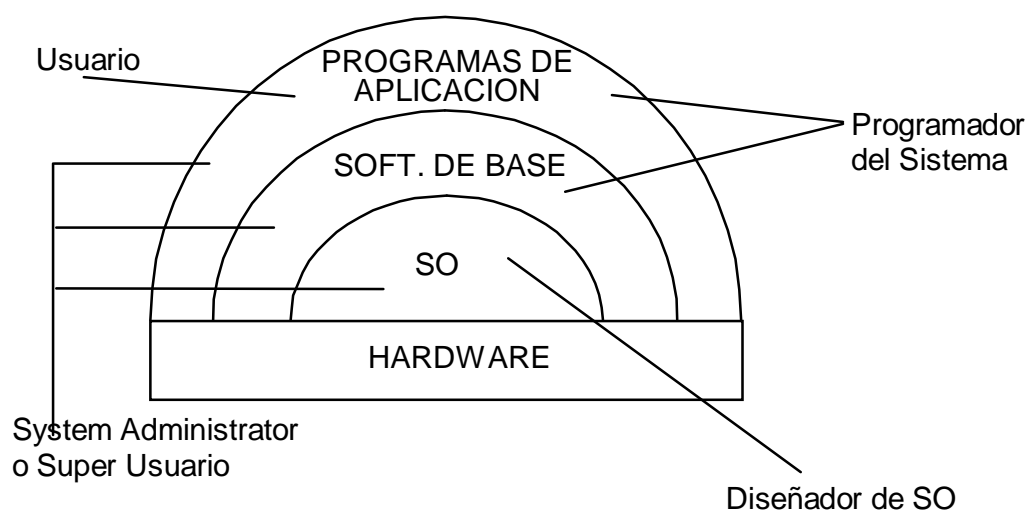 Usuario
PROGRAMAS DE
APLICACION
Programador
del Sistema
SOFT. DE BASE
SO
HARDWARE
System Administrator
o Super Usuario
Diseñador de SO